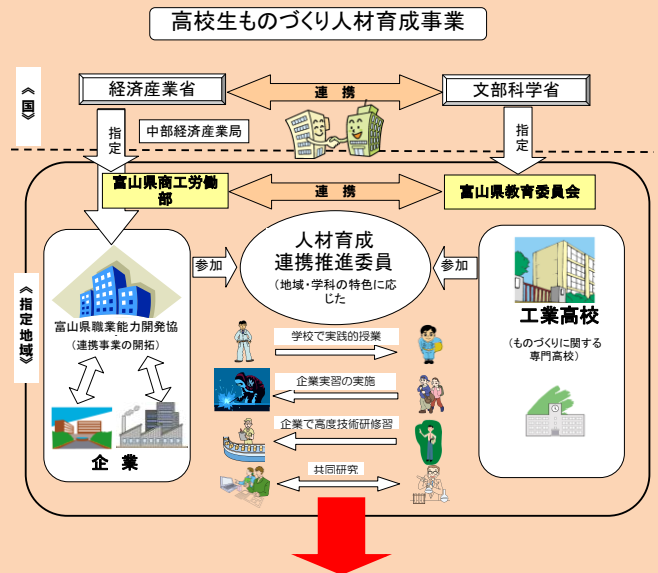 高校生ものづくり人材育成事業
《国》
経済産業省
連 携
文部科学省
指定
中部経済産業局
指定
富山県商工労働
部
連 携
富山県教育委員会
《指定地域》
人材育成
連携推進委員
（地域・学科の特色に応
じた
参加
参加
富山県職業能力開発協
（連携事業の開拓）
企 業
工業高校
（ものづくりに関する
専門高校）
学校で実践的授業
企業実習の実施
企業で高度技術研修習
共同研究